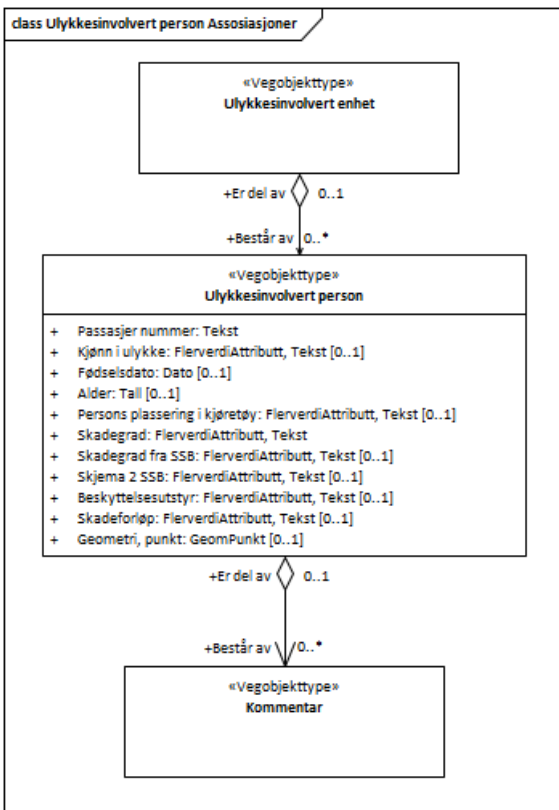 class Ulykkesinvolvert person Assosiasjoner
«Vegobjekttype»
Ulykkesinvolvert enhet
+Er del av 0..1
+Består av 0..*
«Vegobjekttype»
Ulykkesinvolvert person
+ Passasjer nummer: Tekst
+ Kjønn i ulykke: FlerverdiAttributt, Tekst [0..1]
+ Fødselsdato: Dato [0..1]
+ Alder: Tall [0..1]
+ Persons plassering i kjøretøy: FlerverdiAttributt, Tekst [0..1]
+ Skadegrad: FlerverdiAttributt, Tekst
+ Skadegrad fra SSB: FlerverdiAttributt, Tekst [0..1]
+ Skjema 2 SSB: FlerverdiAttributt, Tekst [0..1]
+ Beskyttelsesutstyr: FlerverdiAttributt, Tekst [0..1]
+ Skadeforløp: FlerverdiAttributt, Tekst [0..1]
+ Geometri, punkt: GeomPunkt [0..1]
+Er del av 0..1
+Består av 0..*
«Vegobjekttype»
Kommentar